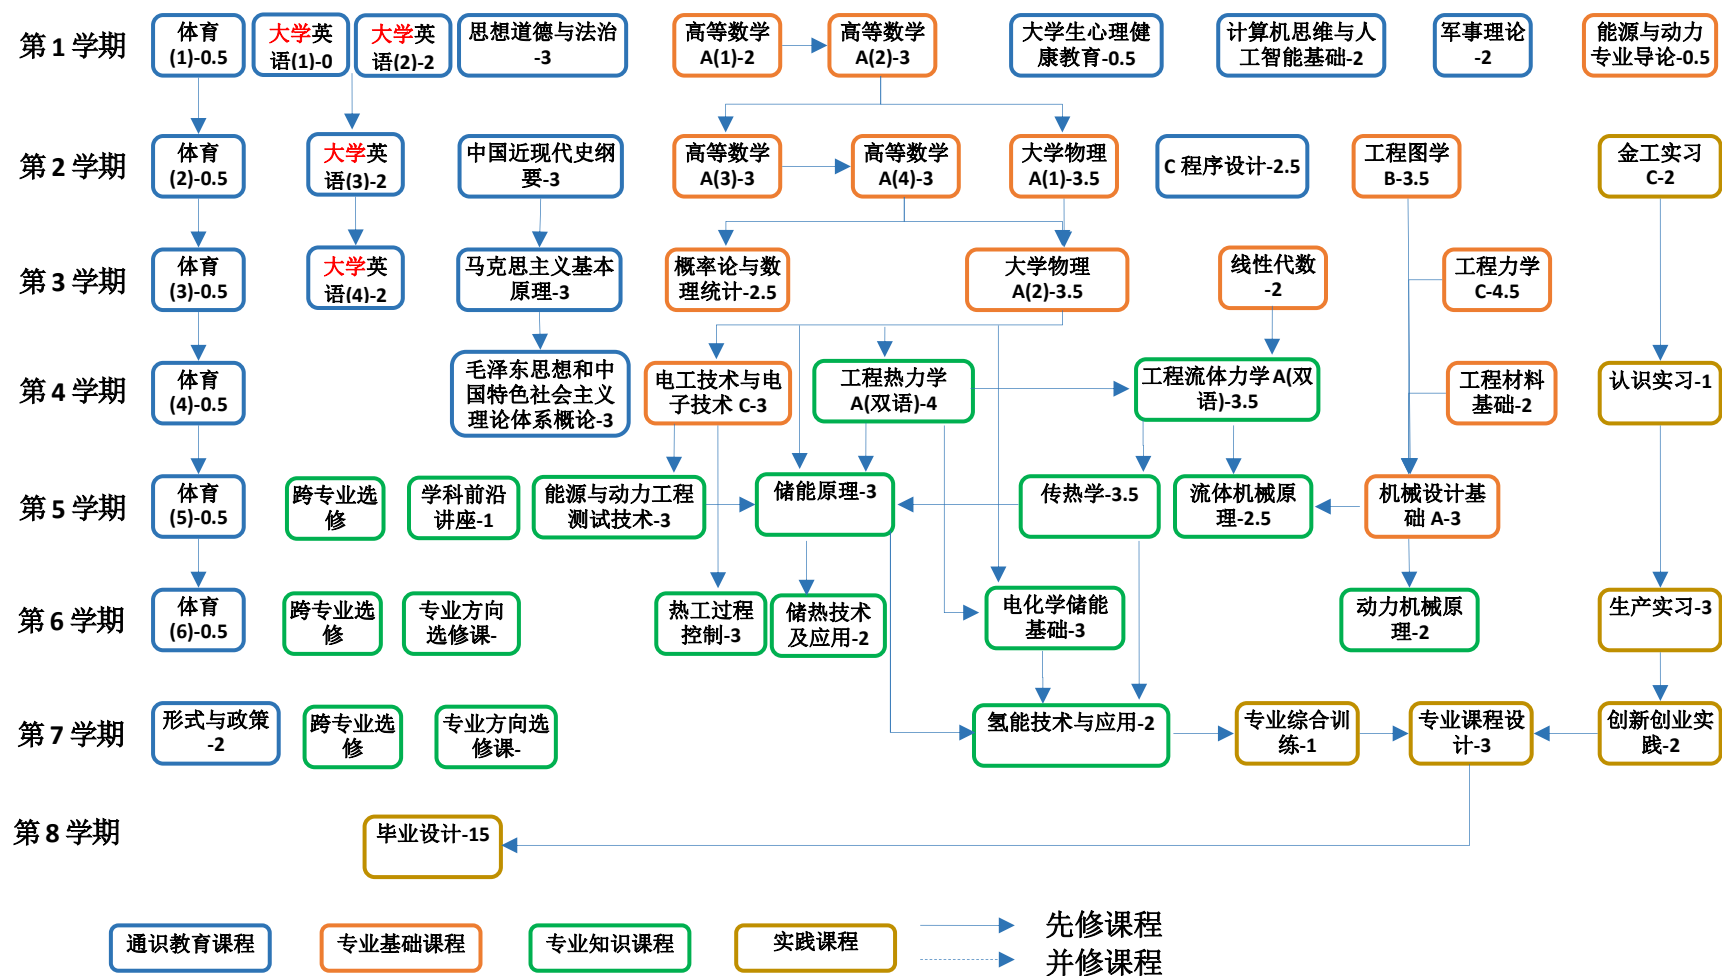 第 1 学期
体育
(1)-0.5
大学英
语(1)-0
大学英
语(2)-2
思想道德与法治
-3
高等数学
A(1)-2
高等数学
A(2)-3
大学生心理健
康教育-0.5
计算机思维与人
工智能基础-2
军事理论
-2
能源与动力
专业导论-0.5
第 2 学期
体育
(2)-0.5
大学英
语(3)-2
中国近现代史纲
要-3
高等数学
A(3)-3
高等数学
A(4)-3
大学物理
A(1)-3.5
C 程序设计-2.5
工程图学
B-3.5
金工实习
C-2
第 3 学期
体育
(3)-0.5
大学英
语(4)-2
马克思主义基本
原理-3
概率论与数
理统计-2.5
大学物理
A(2)-3.5
线性代数
-2
工程力学
C-4.5
第 4 学期
体育
(4)-0.5
毛泽东思想和中
国特色社会主义
理论体系概论-3
电工技术与电
子技术 C-3
工程热力学
A(双语)-4
工程流体力学 A(双
语)-3.5
工程材料
基础-2
认识实习-1
第 5 学期
体育
(5)-0.5
跨专业选
修
学科前沿
讲座-1
能源与动力工程
测试技术-3
储能原理-3
传热学-3.5
流体机械原
理-2.5
机械设计基
础 A-3
第 6 学期
体育
(6)-0.5
跨专业选
修
专业方向
选修课-
热工过程
控制-3
储热技术
及应用-2
电化学储能
基础-3
动力机械原
理-2
生产实习-3
第 7 学期
形式与政策
-2
跨专业选
修
专业方向选
修课-
氢能技术与应用-2
专业综合训
练-1
专业课程设
计-3
创新创业实
践-2
第 8 学期
毕业设计-15
通识教育课程
专业基础课程
专业知识课程
实践课程
先修课程
并修课程